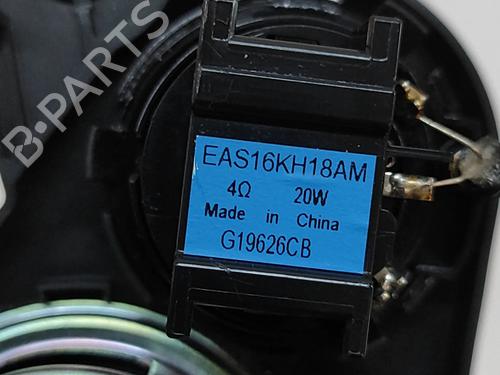 B-PARTS
EAS16KH18AM
4Ω 20W
Made in China
G19626CB